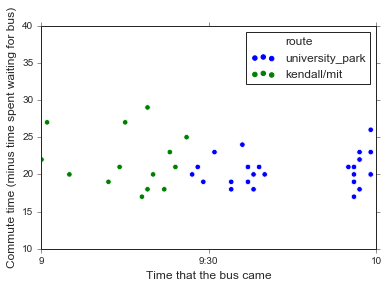 Commute time (minus time spent waiting for bus)
40
35
30
25
20
15
10
route
university_park
kendall/mit
9
9:30
10
Time that the bus came